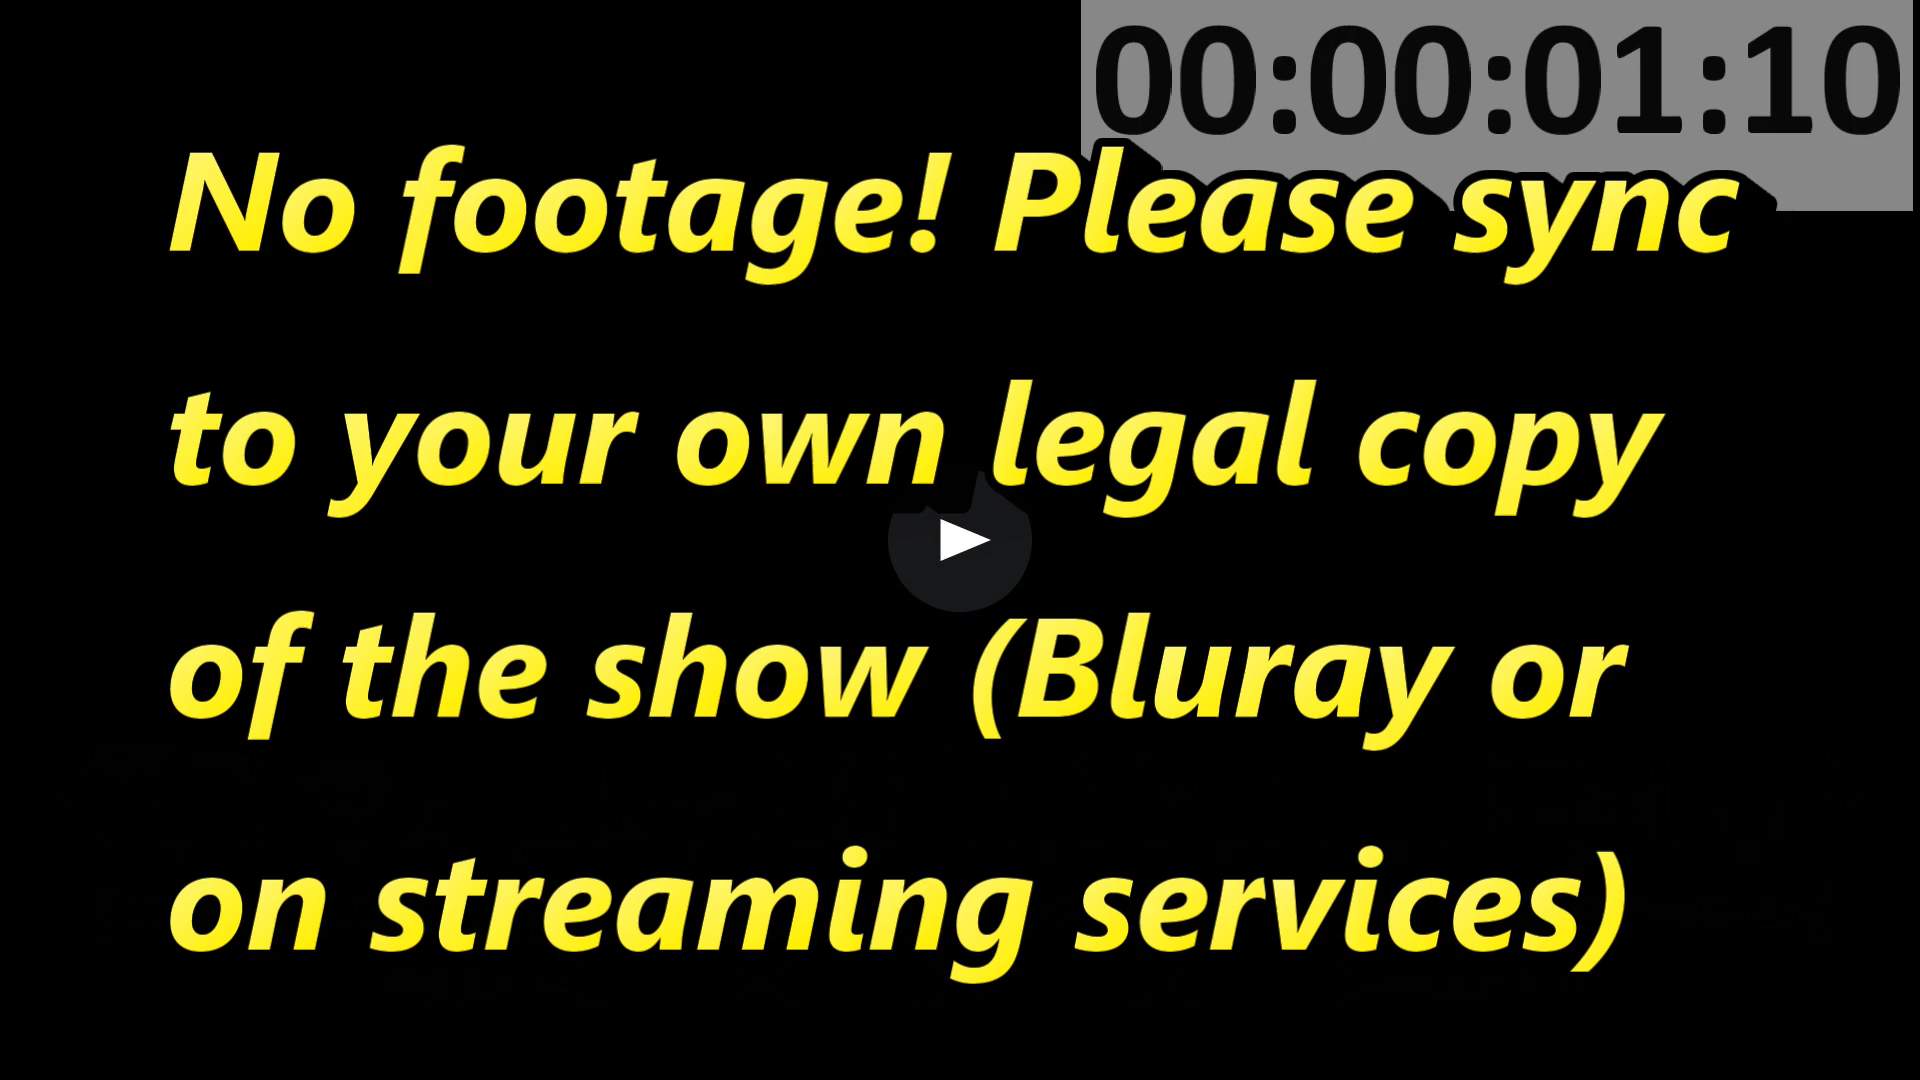 00:00:01:10
No footage! Please sync
to your own legal copy
of the show (Bluray or
on streaming services)